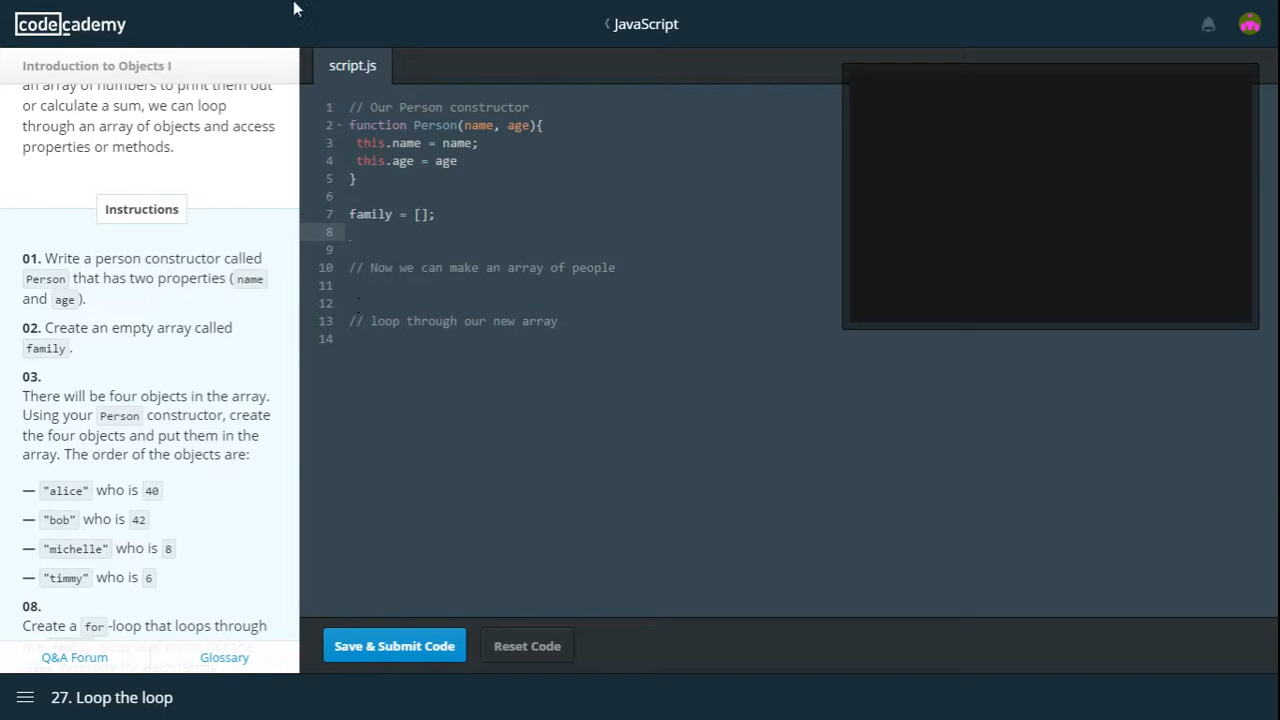 codecademy
JavaScript
Introduction to Objects I
script.js
an array of numbers to print them out
or calculate a sum, we can loop
through an array of objects and access
properties or methods.
Instructions
01. Write a person constructor called
Person that has two properties (name
and age).
02. Create an empty array called
family.
03.
There will be four objects in the array.
Using your Person constructor, create
the four objects and put them in the
array. The order of the objects are:
— "alice" who is 40
— "bob" who is 42
— "michelle" who is 8
— "timmy" who is 6
08.
Create a for-loop that loops through
Q&A Forum
Glossary
1 // Our Person constructor
2 function Person(name, age){
3 this.name = name;
4 this.age = age
5 }
6
7 family = [];
8
9
10 // Now we can make an array of people
11
12
13 // loop through our new array
14
Save & Submit Code
Reset Code
27. Loop the loop